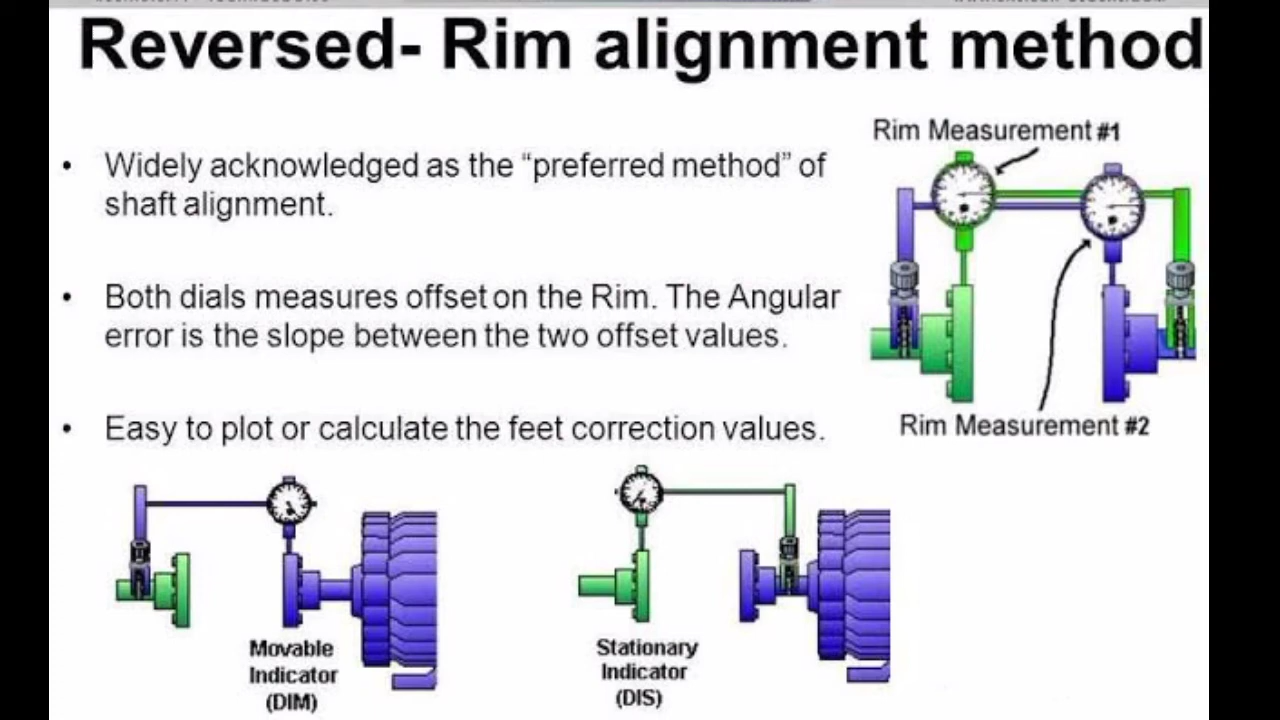 Reversed- Rim alignment method
Rim Measurement #1
• Widely acknowledged as the “preferred method” of
shaft alignment.
• Both dials measures offset on the Rim. The Angular
error is the slope between the two offset values.
• Easy to plot or calculate the feet correction values.
Rim Measurement #2
Movable
Indicator
(DIM)
Stationary
Indicator
(DIS)